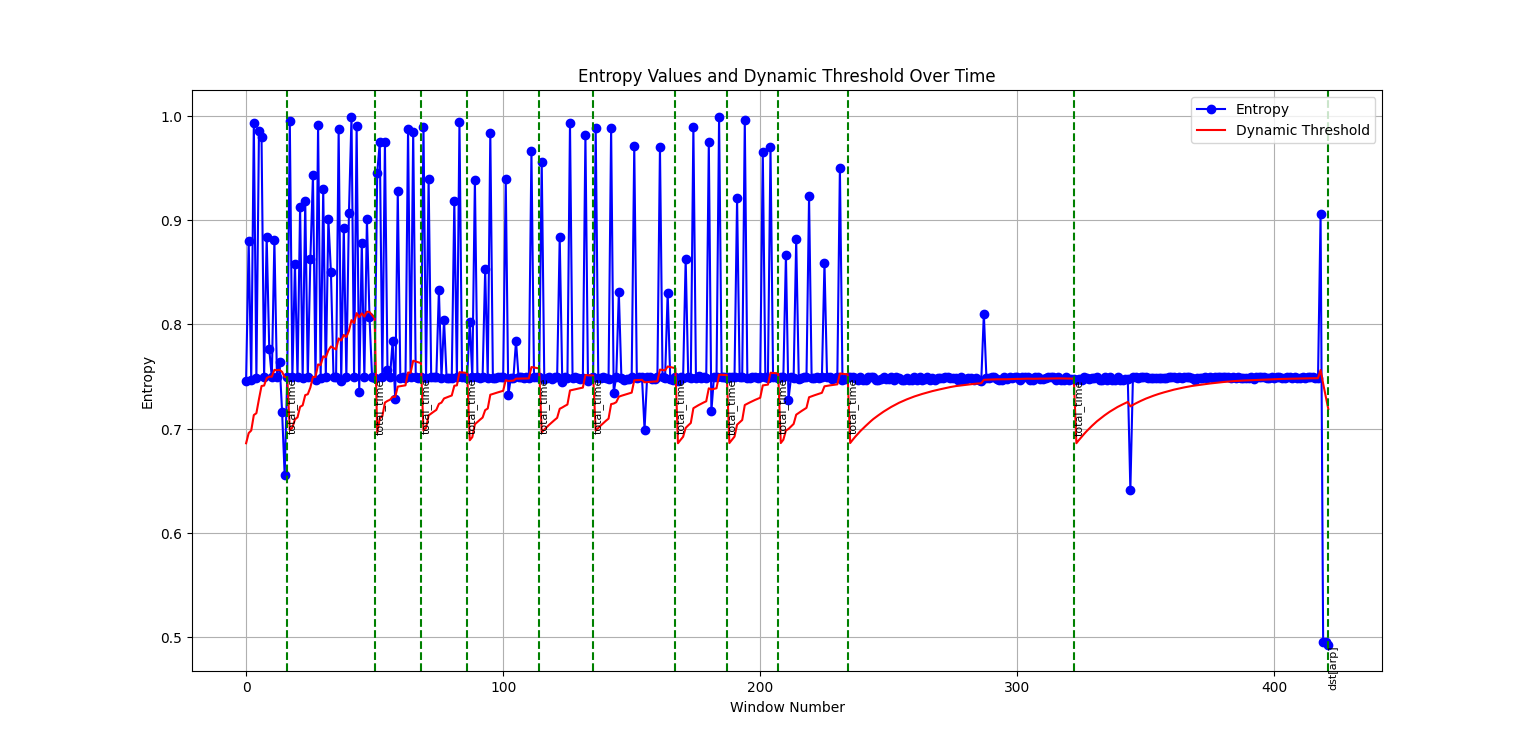 Entropy Values and Dynamic Threshold Over Time
Entropy
Dynamic Threshold
1.0
0.9
0.8
0.7
0.6
0.5
Entropy
total_time
total_time
total_time
total_time
total_time
total_time
total_time
total_time
total_time
total_time
total_time
dst[arp]
0
100
200
300
400
Window Number